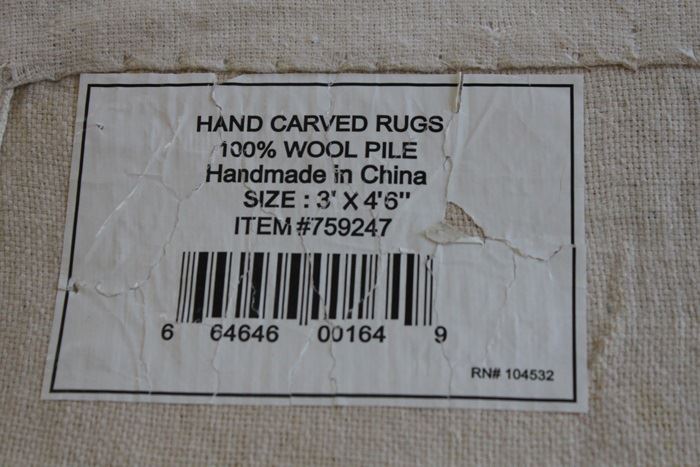 HAND CARVED RUGS
100% WOOL PILE
Handmade in China
SIZE : 3' X 4'6"
ITEM #759247
6 64646 00164 9
RN# 104532